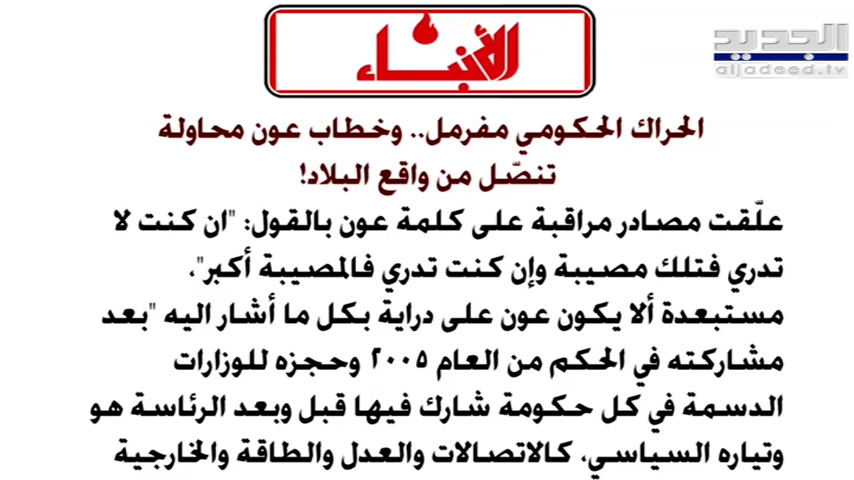 الأنباء
الجديد
aljadeed.tv
الحراك الحكومي مفرمل.. وخطاب عون محاولة
تنصّل من واقع البلاد!
علّقت مصادر مراقبة على كلمة عون بالقول: "ان كنت لا
تدري فتلك مصيبة وإن كنت تدري فالمصيبة أكبر"،
مستبعدة ألا يكون عون على دراية بكل ما أشار اليه "بعد
مشاركته في الحكم من العام ٢٠٠٥ وحجزه للوزارات
الدسمة في كل حكومة شارك فيها قبل وبعد الرئاسة هو
وتياره السياسي، كالاتصالات والعدل والطاقة والخارجية